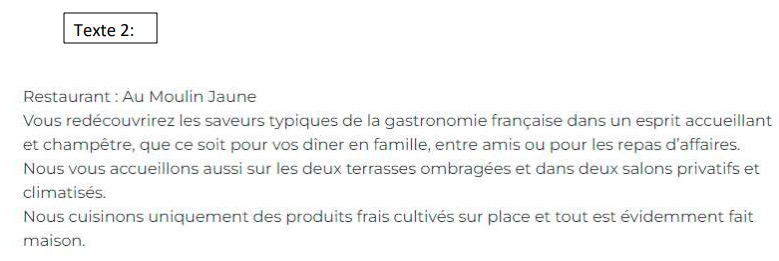 Texte 2:
Restaurant : Au Moulin Jaune
Vous redécouvrirez les saveurs typiques de la gastronomie française dans un esprit accueillant
et champêtre, que ce soit pour vos dîner en famille, entre amis ou pour les repas d'affaires.
Nous vous accueillons aussi sur les deux terrasses ombragées et dans deux salons privatifs et
climatisés.
Nous cuisinons uniquement des produits frais cultivés sur place et tout est évidemment fait
maison.